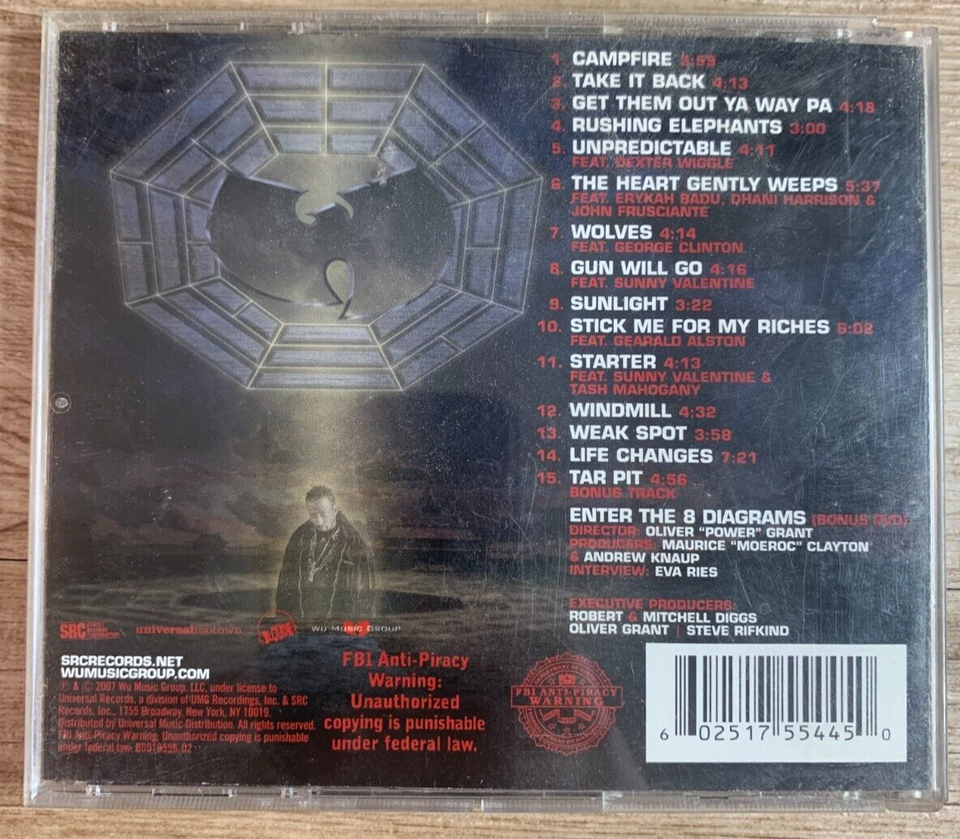 1. CAMPFIRE 3:59
2. TAKE IT BACK 4:13
3. GET THEM OUT YA WAY PA 4:18
4. RUSHING ELEPHANTS 3:00
5. UNPREDICTABLE 4:11
FEAT. DEXTER WIGGLE
6. THE HEART GENTLY WEEPS 5:37
FEAT. ERYKAH BADU, DHANI HARRISON &
JOHN FRUSCIANTE
7. WOLVES 4:14
FEAT. GEORGE CLINTON
8. GUN WILL GO 4:16
FEAT. SUNNY VALENTINE
9. SUNLIGHT 3:22
10. STICK ME FOR MY RICHES 6:02
FEAT. GEARALD ALSTON
11. STARTER 4:13
FEAT. SUNNY VALENTINE &
TASH MAHOGANY
12. WINDMILL 4:32
13. WEAK SPOT 3:58
14. LIFE CHANGES 7:21
15. TAR PIT 4:56
BONUS TRACK
ENTER THE 8 DIAGRAMS (BONUS DVD)
DIRECTOR: OLIVER "POWER" GRANT
PRODUCERS: MAURICE "MOEROC" CLAYTON
& ANDREW KNAUP
INTERVIEW: EVA RIES
EXECUTIVE PRODUCERS:
ROBERT & MITCHELL DIGGS
OLIVER GRANT | STEVE RIFKIND
SRC
universal motown
WU MUSIC GROUP
SRCRECORDS.NET
WUMUSICGROUP.COM
℗ & © 2007 Wu Music Group, LLC, under license to
Universal Records, a division of UMG Recordings, Inc. & SRC
Records, Inc., 1755 Broadway, New York, NY 10019.
Distributed by Universal Music Distribution. All rights reserved.
FBI Anti-Piracy Warning: Unauthorized copying is punishable
under federal law.
FBI Anti-Piracy
Warning:
Unauthorized
copying is punishable
under federal law.
FBI ANTI-PIRACY
WARNING
6 02517 55445 0